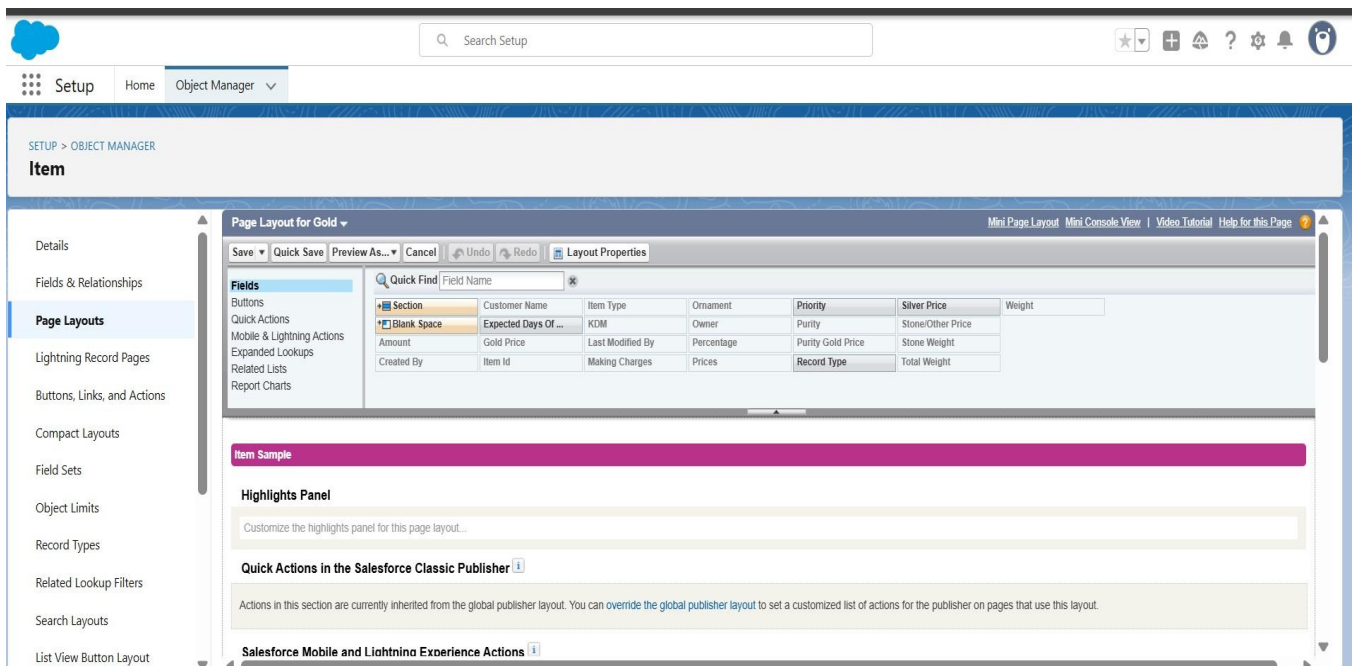 Search Setup
Setup Home Object Manager
SETUP > OBJECT MANAGER
Item
Details
Fields & Relationships
Page Layouts
Lightning Record Pages
Buttons, Links, and Actions
Compact Layouts
Field Sets
Object Limits
Record Types
Related Lookup Filters
Search Layouts
List View Button Layout
Page Layout for Gold Mini Page Layout Mini Console View | Video Tutorial Help for this Page
Save Quick Save Preview As... Cancel Undo Redo Layout Properties
Fields
Buttons
Quick Actions
Mobile & Lightning Actions
Expanded Lookups
Related Lists
Report Charts
Quick Find Field Name
Section Customer Name Item Type Ornament Priority Silver Price Weight
Blank Space Expected Days Of ... KDM Owner Purity Stone/Other Price
Amount Gold Price Last Modified By Percentage Purity Gold Price Stone Weight
Created By Item Id Making Charges Prices Record Type Total Weight
Item Sample
Highlights Panel
Customize the highlights panel for this page layout...
Quick Actions in the Salesforce Classic Publisher
Actions in this section are currently inherited from the global publisher layout. You can override the global publisher layout to set a customized list of actions for the publisher on pages that use this layout.
Salesforce Mobile and Lightning Experience Actions